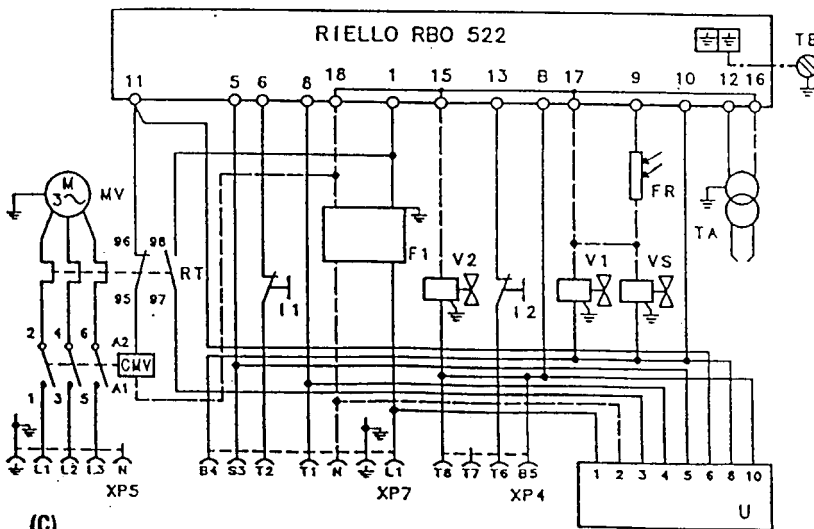 RIELLO RBO 522
TB
11 5 6 8 18 1 15 13 B 17 9 10 12 16
M
3~
MV
FR
TA
96 98
F1
V2
V1 VS
RT
I1
I2
95 97
2 4 6 A2
CMV
A1
1 3 5
L1 L2 L3 N
B4 S3 T2 T1 N L1
T8 T7 T6 B5
1 2 3 4 5 6 8 10
XP5
XP7
XP4
U
(C)